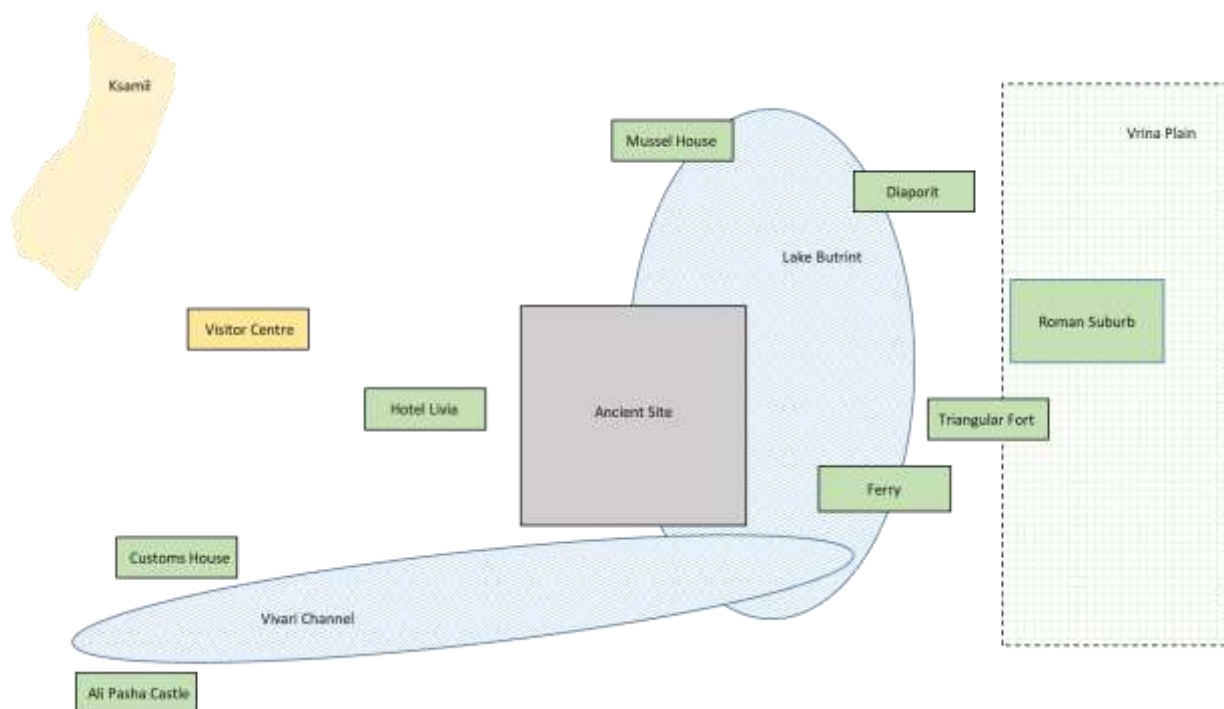 Ksamil
Mussel House
Vrina Plain
Diaporit
Lake Butrint
Visitor Centre
Roman Suburb
Hotel Livia
Ancient Site
Triangular Fort
Ferry
Customs House
Vivari Channel
Ali Pasha Castle